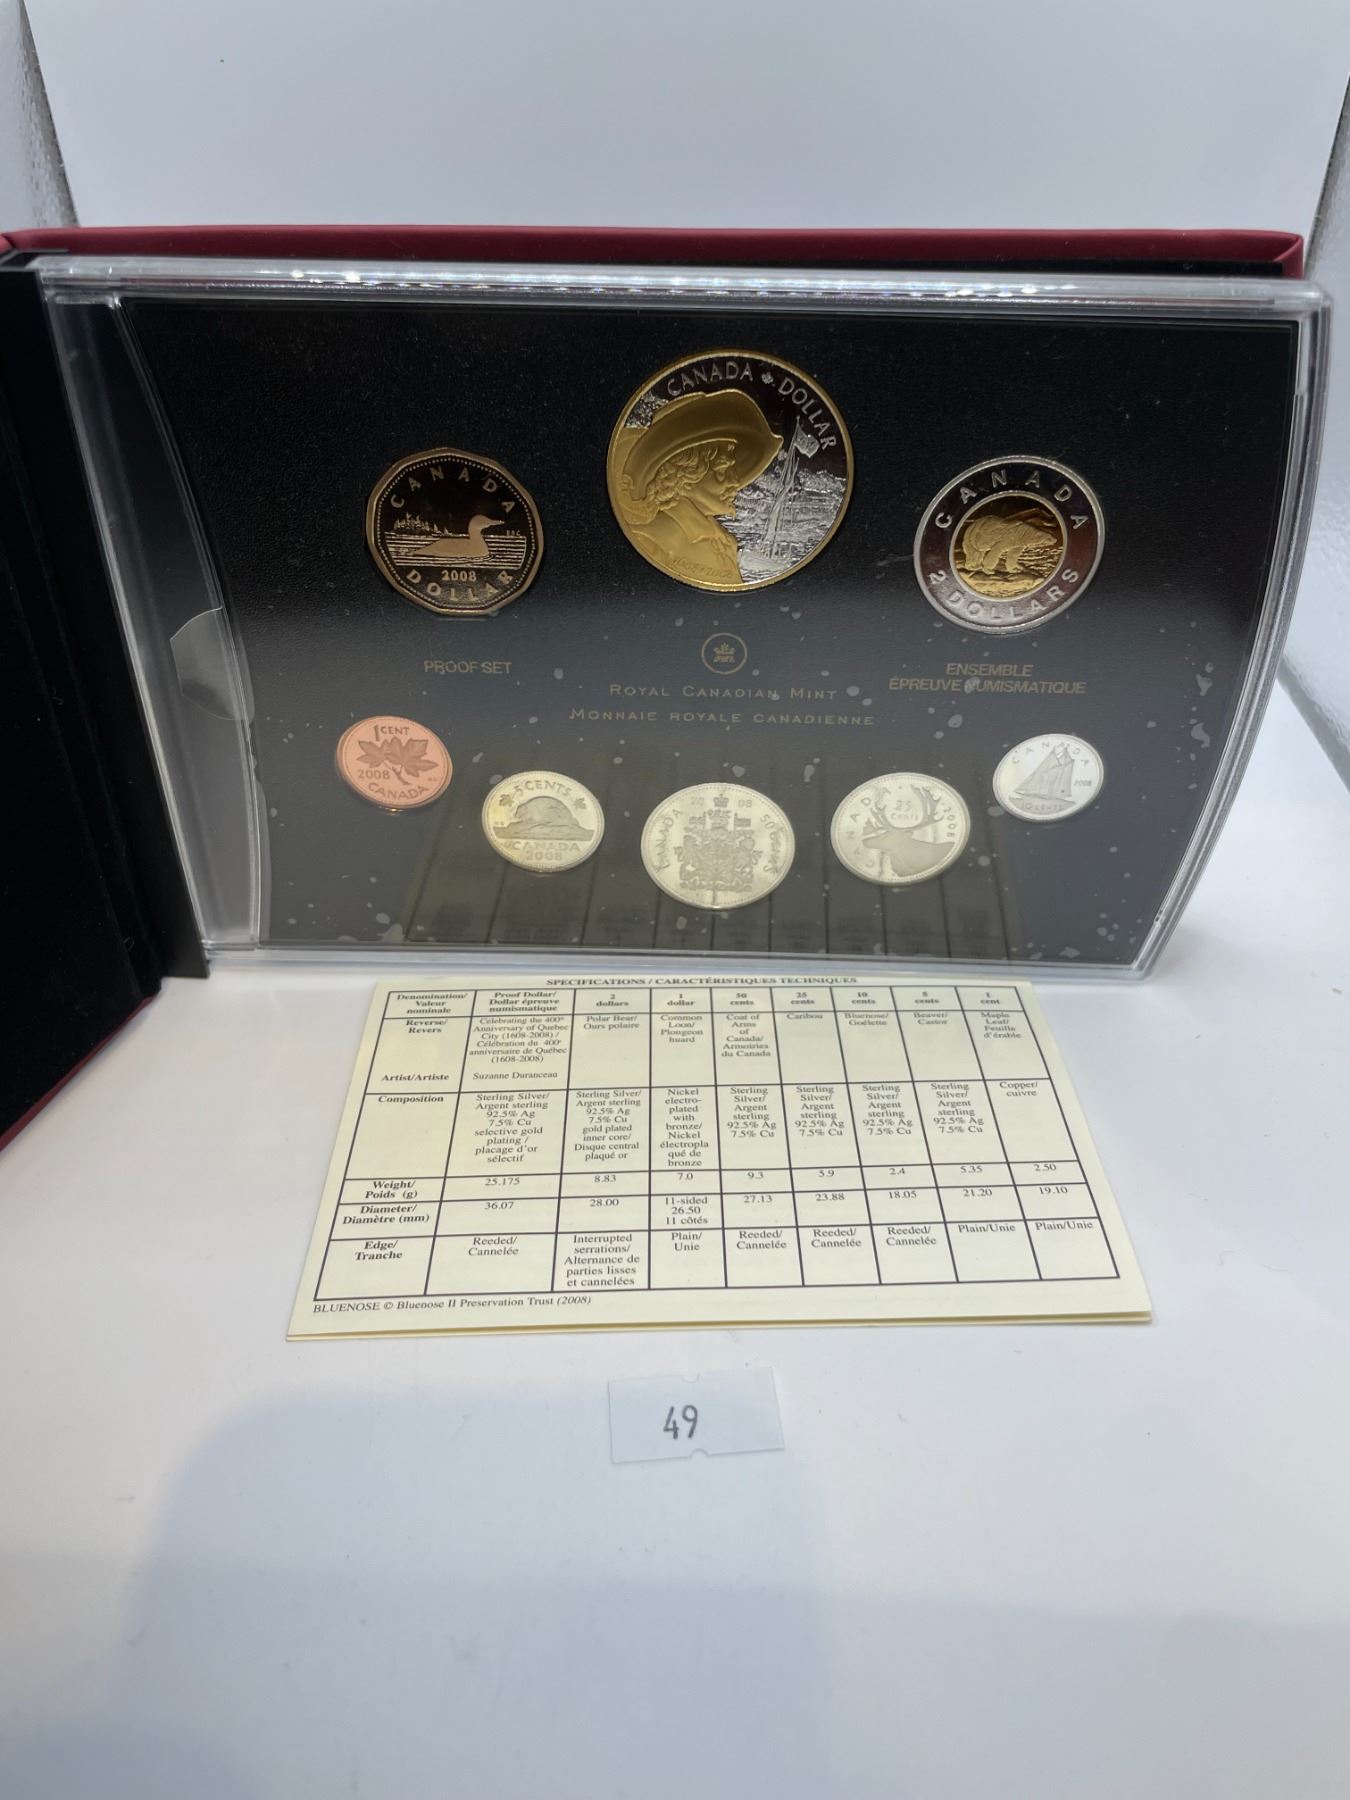 CANADA DOLLAR
1608-2008
CANADA
2008
DOLLAR
CANADA
2 DOLLARS
PROOF SET
ROYAL CANADIAN MINT
MONNAIE ROYALE CANADIENNE
ENSEMBLE
ÉPREUVE NUMISMATIQUE
1 CENT
2008
CANADA
5 CENTS
CANADA
2008
2008
CANADA
50 CENTS
CANADA
25
Cents
2008
CANADA
2008
10 CENTS
SPECIFICATIONS / CARACTÉRISTIQUES TECHNIQUES
Denomination/ Valeur nominale | Proof Dollar/ Dollar épreuve numismatique | 2 dollars | 1 dollar | 50 cents | 25 cents | 10 cents | 5 cents | 1 cent
Reverse/ Revers | Celebrating the 400th Anniversary of Quebec City (1608-2008) / Célébration du 400e anniversaire de Québec (1608-2008) | Polar Bear/ Ours polaire | Common Loon/ Plongeon huard | Coat of Arms of Canada/ Armoiries du Canada | Caribou | Bluenose/ Goélette | Beaver/ Castor | Maple Leaf/ Feuille d'érable
Artist/Artiste | Suzanne Duranceau
Composition | Sterling Silver/ Argent sterling 92.5% Ag 7.5% Cu selective gold plating / placage d'or sélectif | Sterling Silver/ Argent sterling 92.5% Ag 7.5% Cu gold plated inner core/ Disque central plaqué or | Nickel electro-plated with bronze/ Nickel électropla qué de bronze | Sterling Silver/ Argent sterling 92.5% Ag 7.5% Cu | Sterling Silver/ Argent sterling 92.5% Ag 7.5% Cu | Sterling Silver/ Argent sterling 92.5% Ag 7.5% Cu | Sterling Silver/ Argent sterling 92.5% Ag 7.5% Cu | Copper/ cuivre
Weight/ Poids (g) | 25.175 | 8.83 | 7.0 | 9.3 | 5.9 | 2.4 | 5.35 | 2.50
Diameter/ Diamètre (mm) | 36.07 | 28.00 | 11-sided 26.50 11 côtés | 27.13 | 23.88 | 18.05 | 21.20 | 19.10
Edge/ Tranche | Reeded/ Cannelée | Interrupted serrations/ Alternance de parties lisses et cannelées | Plain/ Unie | Reeded/ Cannelée | Reeded/ Cannelée | Reeded/ Cannelée | Plain/Unie | Plain/Unie
BLUENOSE © Bluenose II Preservation Trust (2008)
49